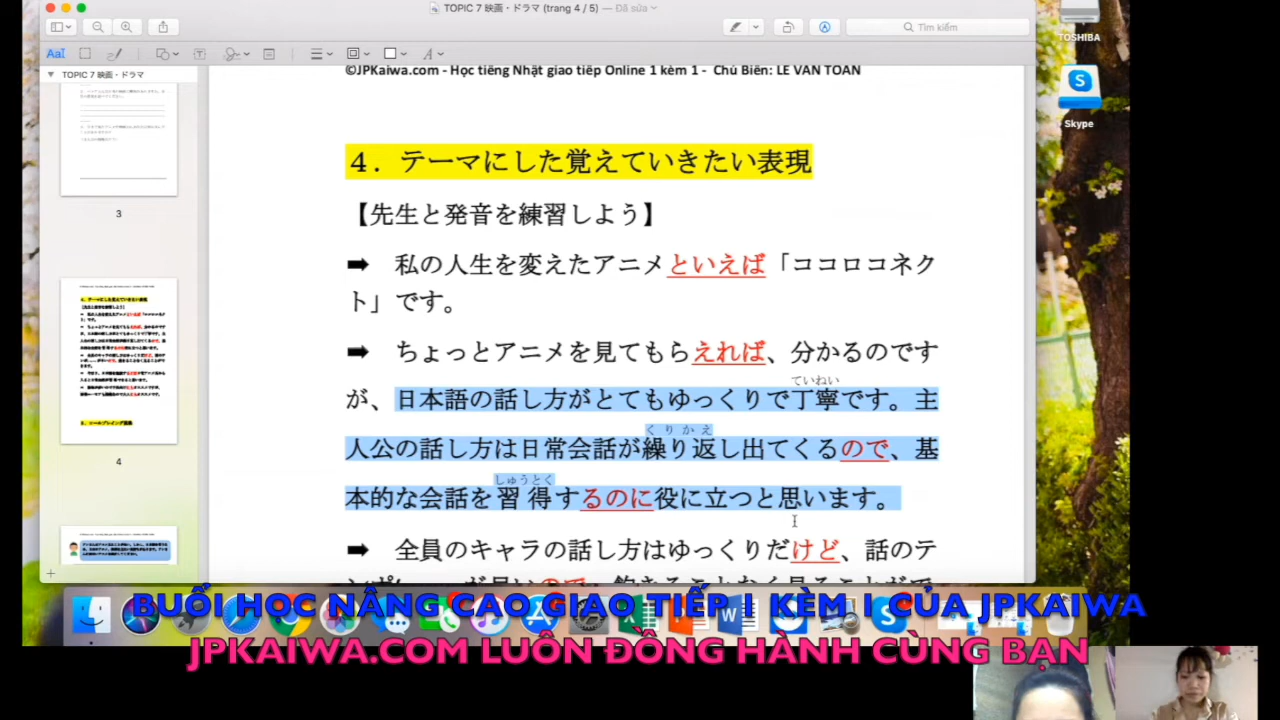 TOPIC 7 映画・ドラマ (trang 4 / 5) — Đã sửa
Tìm kiếm
TOPIC 7 映画・ドラマ
3
4
©JPKaiwa.com - Học tiếng Nhật giao tiếp Online 1 kèm 1 - Chủ Biên: LE VAN TOAN
４．テーマにした覚えていきたい表現
【先生と発音を練習しよう】
➡ 私の人生を変えたアニメといえば「ココロコネク
ト」です。
➡ ちょっとアニメを見てもらえれば、分かるのです
ていねい
が、日本語の話し方がとてもゆっくりで丁寧です。主
くりかえ
人公の話し方は日常会話が繰り返し出てくるので、基
しゅうとく
本的な会話を習得するのに役に立つと思います。
➡ 全員のキャラの話し方はゆっくりだけど、話のテ
TOSHIBA
Skype
BUỔI HỌC NÂNG CAO GIAO TIẾP 1 KÈM 1 CỦA JPKAIWA
JPKAIWA.COM LUÔN ĐỒNG HÀNH CÙNG BẠN